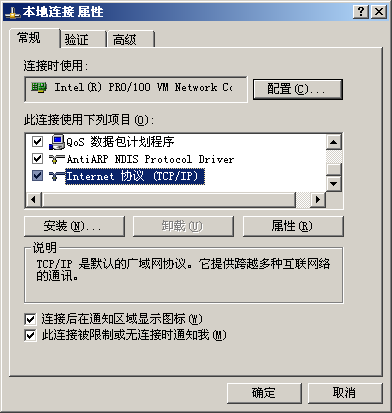 本地连接 属性
常规 验证 高级
连接时使用:
Intel(R) PRO/100 VM Network Co 配置(C)...
此连接使用下列项目(O):
QoS 数据包计划程序
AntiARP NDIS Protocol Driver
Internet 协议 (TCP/IP)
安装(N)... 卸载(U) 属性(R)
说明
TCP/IP 是默认的广域网协议。它提供跨越多种互联网络
的通讯。
连接后在通知区域显示图标(W)
此连接被限制或无连接时通知我(M)
确定 取消